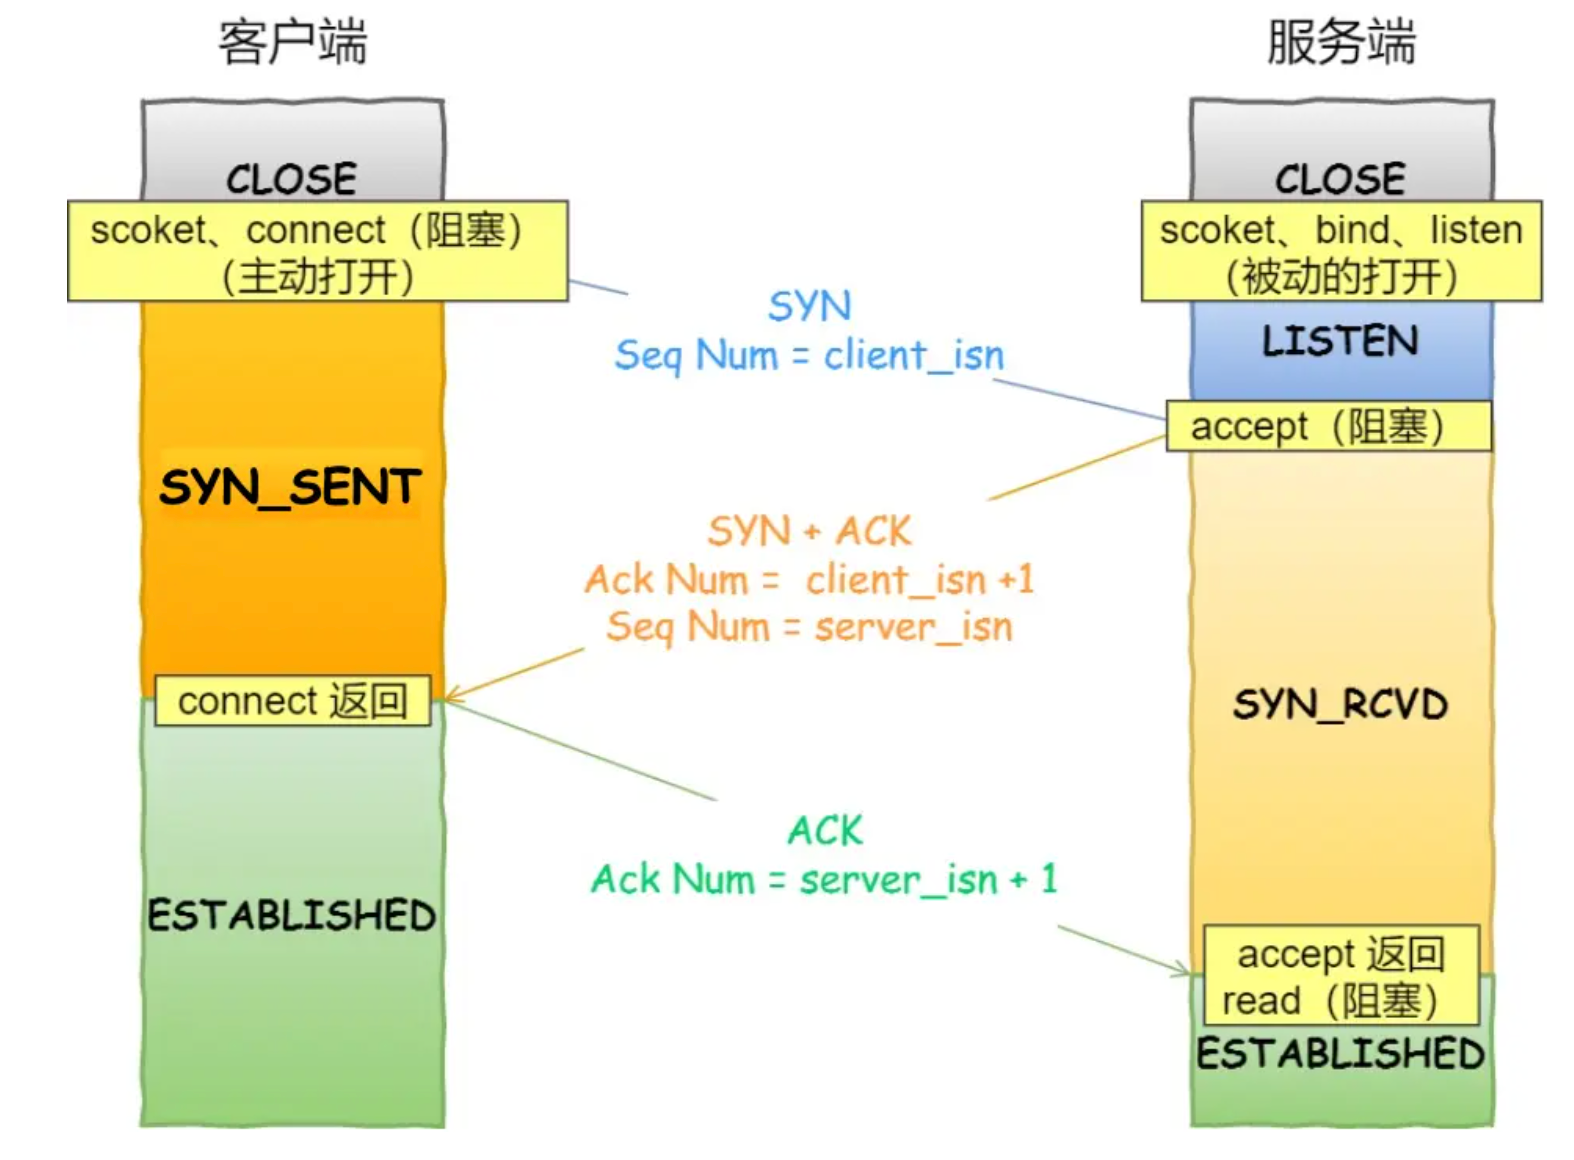 客户端
服务端
CLOSE
CLOSE
scoket、connect（阻塞）
（主动打开）
scoket、bind、listen
（被动的打开）
SYN
Seq Num = client_isn
LISTEN
accept（阻塞）
SYN_SENT
SYN + ACK
Ack Num = client_isn +1
Seq Num = server_isn
connect 返回
SYN_RCVD
ACK
Ack Num = server_isn + 1
ESTABLISHED
accept 返回
read（阻塞）
ESTABLISHED